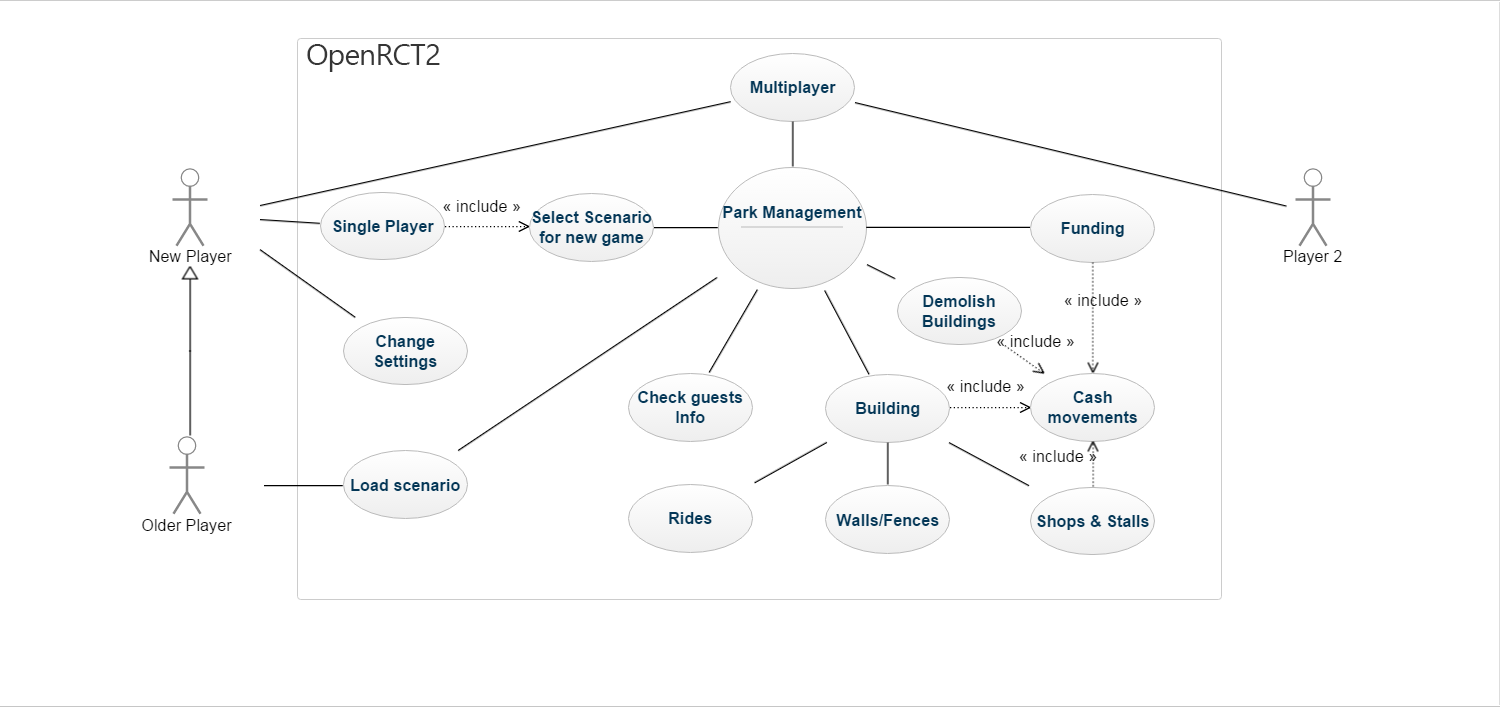 OpenRCT2
Multiplayer
« include »
Single Player
Select Scenario
for new game
Park Management
Funding
New Player
Player 2
« include »
Demolish
Buildings
« include »
Change
Settings
« include »
Check guests
Info
Building
Cash
movements
« include »
Load scenario
Older Player
Rides
Walls/Fences
Shops & Stalls